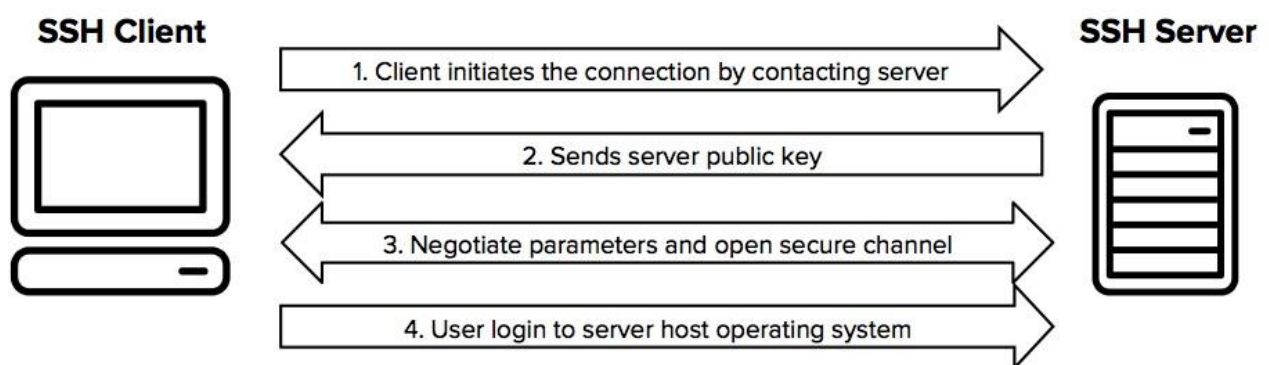 SSH Client
SSH Server
1. Client initiates the connection by contacting server
2. Sends server public key
3. Negotiate parameters and open secure channel
4. User login to server host operating system